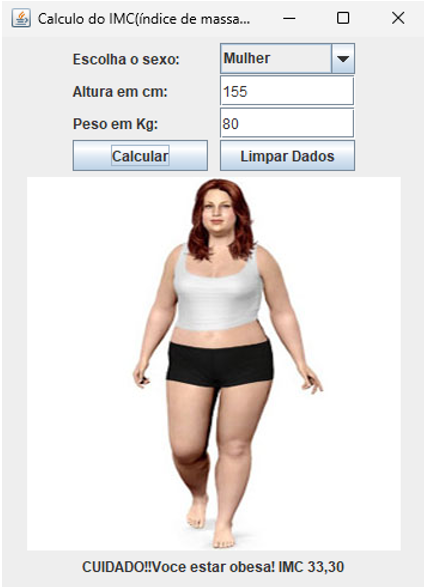 Calculo do IMC(índice de massa...
Escolha o sexo: Mulher
Altura em cm: 155
Peso em Kg: 80
Calcular Limpar Dados
CUIDADO!!Voce estar obesa! IMC 33,30